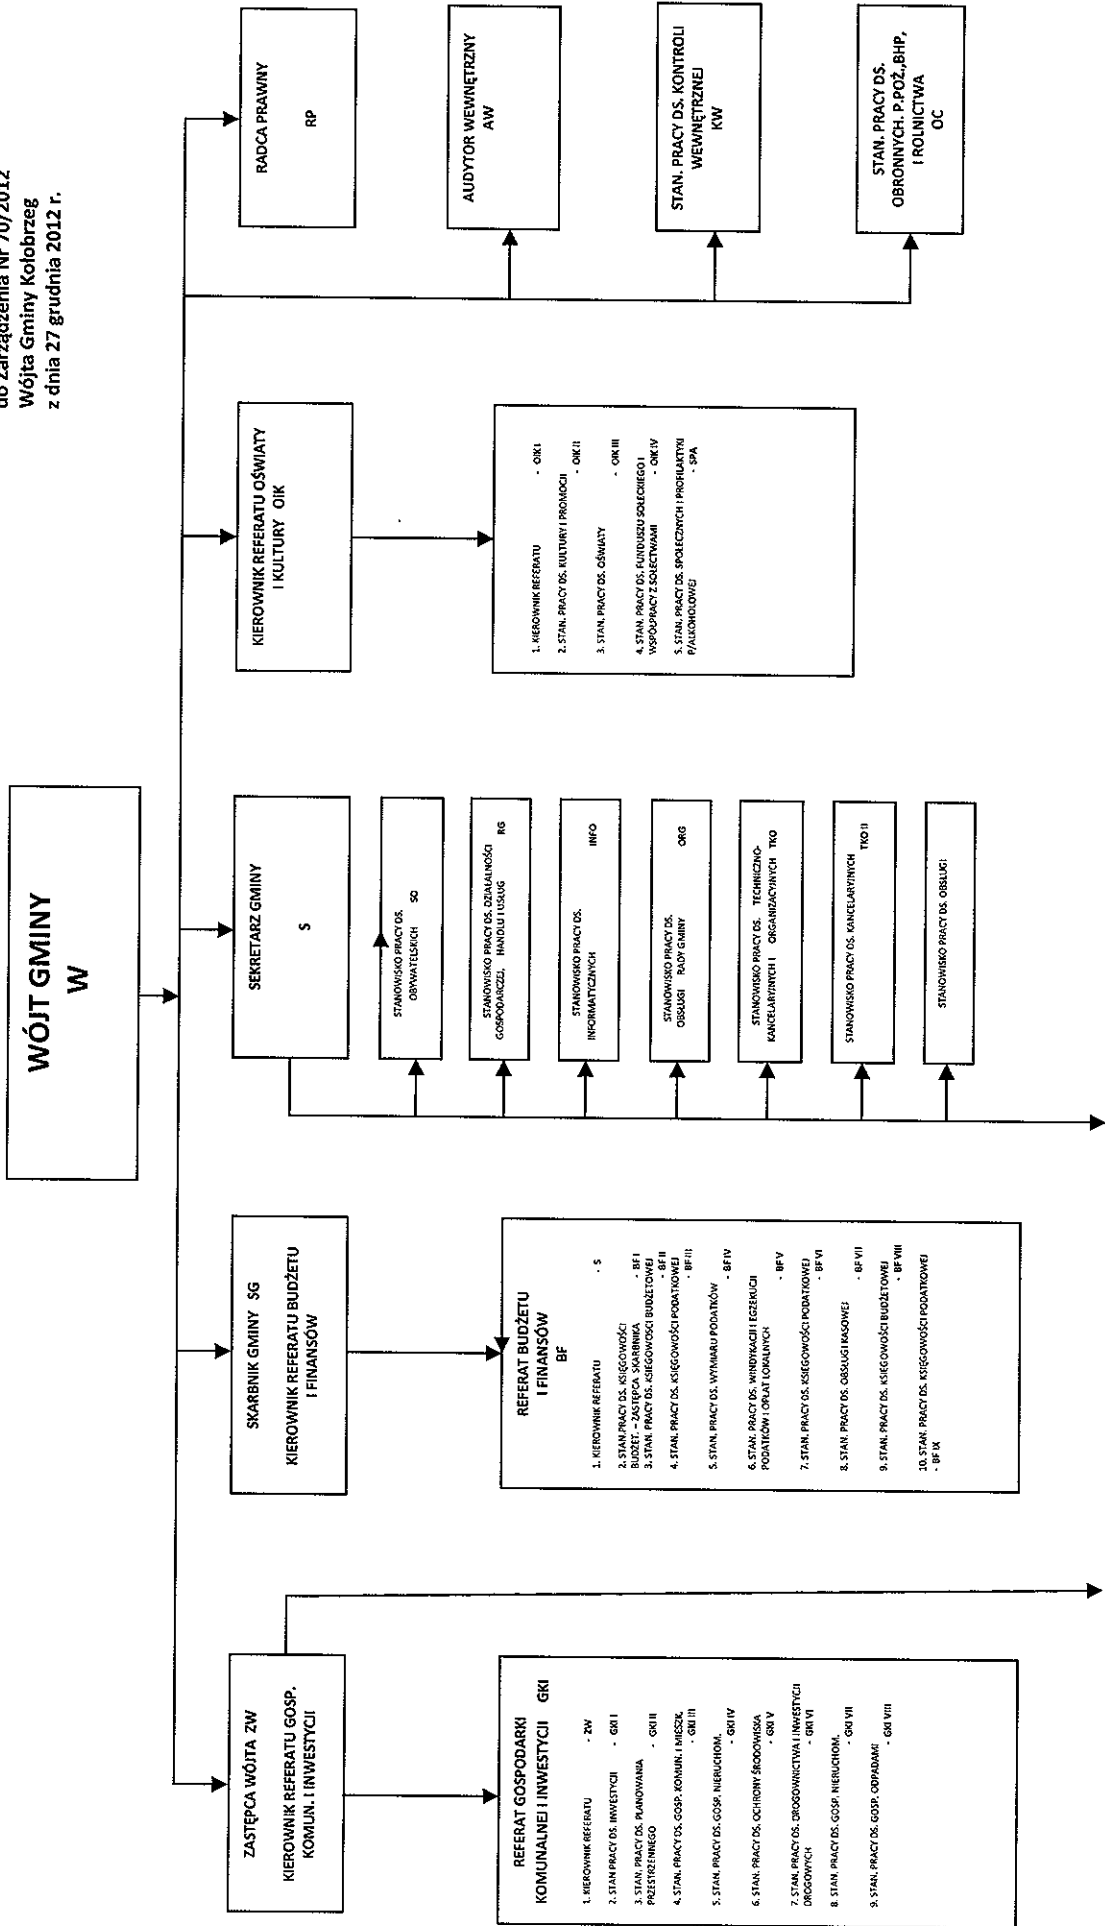 do Zarządzenia Nr 70/2012
Wójta Gminy Kołobrzeg
z dnia 27 grudnia 2012 r.
WÓJT GMINY
W
ZASTĘPCA WÓJTA ZW
KIEROWNIK REFERATU GOSP.
KOMUN. I INWESTYCJI
SKARBNIK GMINY SG
KIEROWNIK REFERATU BUDŻETU
I FINANSÓW
SEKRETARZ GMINY
S
KIEROWNIK REFERATU OŚWIATY
I KULTURY OIK
RADCA PRAWNY
RP
REFERAT GOSPODARKI
KOMUNALNEJ I INWESTYCJI GKI
1. KIEROWNIK REFERATU - ZW
2. STAN PRACY DS. INWESTYCJI - GKI I
3. STAN. PRACY DS. PLANOWANIA
PRZESTRZENNEGO - GKI II
4. STAN. PRACY DS. GOSP. KOMUN. I MIESZK.
- GKI III
5. STAN. PRACY DS. GOSP. NIERUCHOM.
- GKI IV
6. STAN. PRACY DS. OCHRONY ŚRODOWISKA
- GKI V
7. STAN. PRACY DS. DROGOWNICTWA I INWESTYCJI
DROGOWYCH - GKI VI
8. STAN. PRACY DS. GOSP. NIERUCHOM.
- GKI VII
9. STAN. PRACY DS. GOSP. ODPADAMI
- GKI VIII
REFERAT BUDŻETU
I FINANSÓW
BF
1. KIEROWNIK REFERATU - S
2. STAN.PRACY DS. KSIĘGOWOŚCI
BUDŻET. – ZASTĘPCA SKARBNIKA - BF I
3. STAN. PRACY DS. KSIEGOWOSCI BUDŻETOWEJ
- BF II
4. STAN. PRACY DS. KSIĘGOWOŚCI PODATKOWEJ
- BF III
5. STAN. PRACY DS. WYMIARU PODATKÓW
- BF IV
6. STAN. PRACY DS. WINDYKACJI I EGZEKUCJI
PODATKÓW I OPŁAT LOKALNYCH - BF V
7. STAN. PRACY DS. KSIEGOWOŚCI PODATKOWEJ
- BF VI
8. STAN. PRACY DS. OBSŁUGI KASOWEJ
- BF VII
9. STAN. PRACY DS. KSIĘGOWOŚCI BUDŻETOWEJ
- BF VIII
10. STAN. PRACY DS. KSIĘGOWOŚCI PODATKOWEJ
- BF IX
STANOWISKO PRACY DS.
OBYWATELSKICH SO
STANOWISKO PRACY DS. DZIAŁALNOŚCI
GOSPODARCZEJ, HANDLU I USŁUG RG
STANOWISKO PRACY DS.
INFORMATYCZNYCH INFO
STANOWISKO PRACY DS.
OBSŁUGI RADY GMINY ORG
STANOWISKO PRACY DS. TECHNICZNO-
KANCELARYJNYCH I ORGANIZACYJNYCH TKO
STANOWISKO PRACY DS. KANCELARYJNYCH
TKO II
STANOWISKO PRACY DS. OBSŁUGI
1. KIEROWNIK REFERATU - OIK I
2. STAN. PRACY DS. KULTURY I PROMOCJI
- OIK II
3. STAN. PRACY DS. OŚWIATY - OIK III
4. STAN. PRACY DS. FUNDUSZU SOŁECKIEGO I
WSPÓŁPRACY Z SOŁECTWAMI - OIK IV
5. STAN. PRACY DS. SPOŁECZNYCH I PROFILAKTYKI
P/ALKOHOLOWEJ - SPA
AUDYTOR WEWNĘTRZNY
AW
STAN. PRACY DS. KONTROLI
WEWNĘTRZNEJ
KW
STAN. PRACY DS.
OBRONNYCH. P.POŻ.,BHP,
I ROLNICTWA
OC